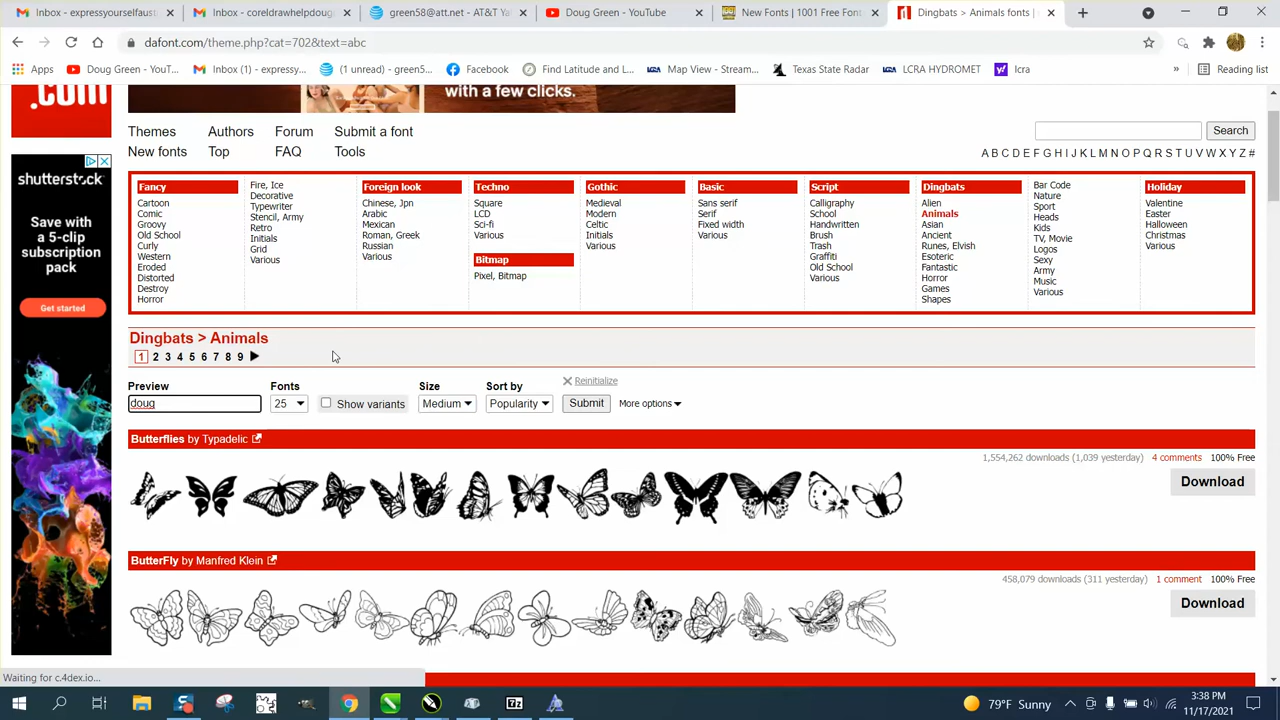 Inbox - expressyourselfaust
Inbox - coreldrawhelpdoug
green58@att.net - AT&T Y
Doug Green - YouTube
New Fonts | 1001 Free Font
Dingbats > Animals fonts |
dafont.com/theme.php?cat=702&text=abc
Apps
Doug Green - YouT...
Inbox (1) - expressy...
(1 unread) - green5...
Facebook
Find Latitude and L...
Map View - Stream...
Texas State Radar
LCRA HYDROMET
lcra
»
Reading list
.com
with a few clicks.
Themes Authors Forum Submit a font
New fonts Top FAQ Tools
Search
A B C D E F G H I J K L M N O P Q R S T U V W X Y Z #
shutterstock
Save with
a 5-clip
subscription
pack
Get started
Fancy
Cartoon
Comic
Groovy
Old School
Curly
Western
Eroded
Distorted
Destroy
Horror
Fire, Ice
Decorative
Typewriter
Stencil, Army
Retro
Initials
Grid
Various
Foreign look
Chinese, Jpn
Arabic
Mexican
Roman, Greek
Russian
Various
Techno
Square
LCD
Sci-fi
Various
Bitmap
Pixel, Bitmap
Gothic
Medieval
Modern
Celtic
Initials
Various
Basic
Sans serif
Serif
Fixed width
Various
Script
Calligraphy
School
Handwritten
Brush
Trash
Graffiti
Old School
Various
Dingbats
Alien
Animals
Asian
Ancient
Runes, Elvish
Esoteric
Fantastic
Horror
Games
Shapes
Bar Code
Nature
Sport
Heads
Kids
TV, Movie
Logos
Sexy
Army
Music
Various
Holiday
Valentine
Easter
Halloween
Christmas
Various
Dingbats > Animals
1 2 3 4 5 6 7 8 9
Preview Fonts Size Sort by Reinitialize
doug 25 Show variants Medium Popularity Submit More options
Butterflies by Typadelic
1,554,262 downloads (1,039 yesterday) 4 comments 100% Free
Download
ButterFly by Manfred Klein
458,079 downloads (311 yesterday) 1 comment 100% Free
Download
Waiting for c.4dex.io...
79°F Sunny
3:38 PM
11/17/2021